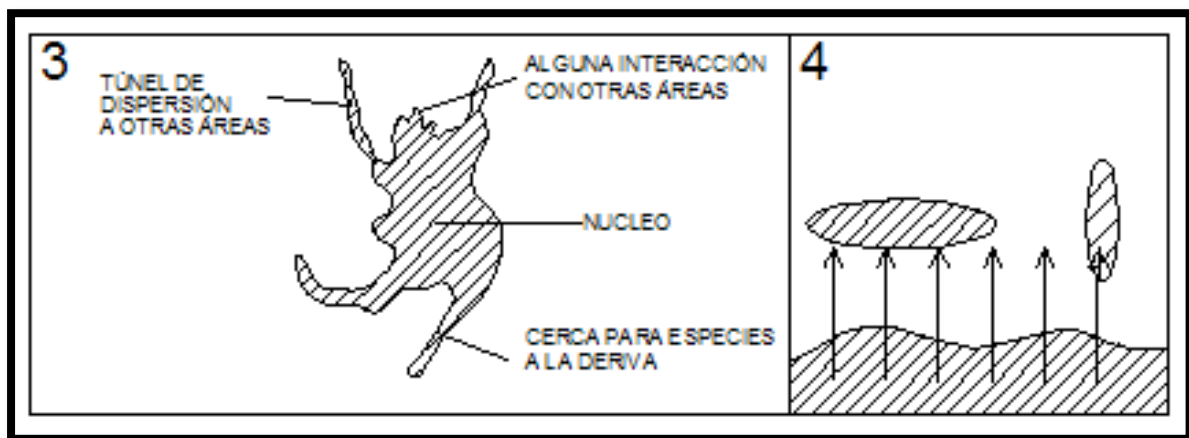 3
TÚNEL DE
DISPERSIÓN
A OTRAS ÁREAS
ALGUNA INTERACCIÓN
CON OTRAS ÁREAS
NUCLEO
CERCA PARA ESPECIES
A LA DERIVA
4